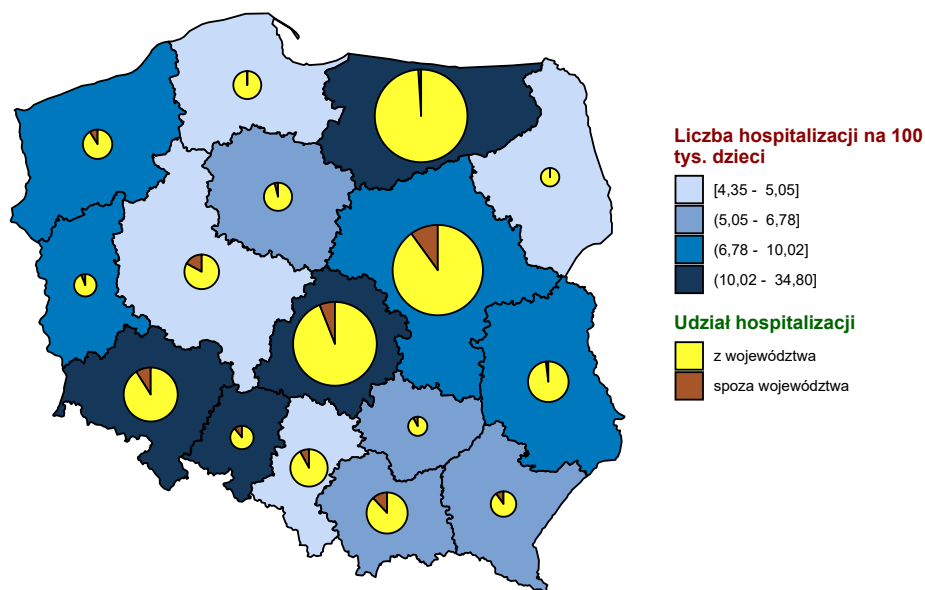 Liczba hospitalizacji na 100
tys. dzieci
[4,35 - 5,05]
(5,05 - 6,78]
(6,78 - 10,02]
(10,02 - 34,80]
Udział hospitalizacji
z województwa
spoza województwa